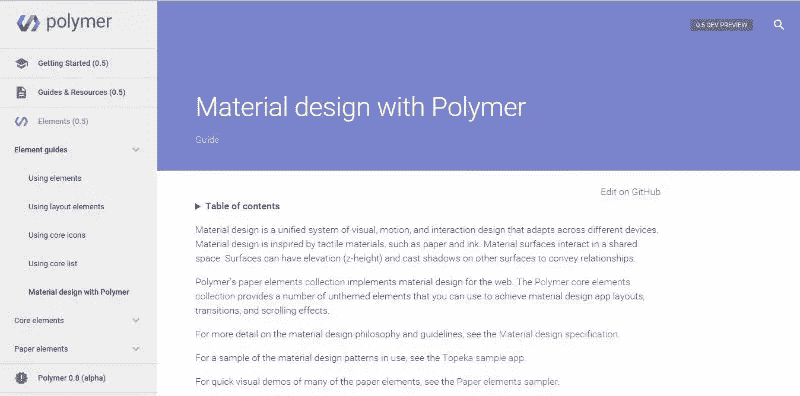 polymer
Getting Started (0.5)
Guides & Resources (0.5)
Elements (0.5)
Element guides
Using elements
Using layout elements
Using core icons
Using core list
Material design with Polymer
Core elements
Paper elements
Polymer 0.8 (alpha)
0.5 DEV PREVIEW
Material design with Polymer
Guide
Edit on GitHub
Table of contents
Material design is a unified system of visual, motion, and interaction design that adapts across different devices.
Material design is inspired by tactile materials, such as paper and ink. Material surfaces interact in a shared
space. Surfaces can have elevation (z-height) and cast shadows on other surfaces to convey relationships.
Polymer's paper elements collection implements material design for the web. The Polymer core elements
collection provides a number of unthemed elements that you can use to achieve material design app layouts,
transitions, and scrolling effects.
For more detail on the material design philosophy and guidelines, see the Material design specification.
For a sample of the material design patterns in use, see the Topeka sample app.
For quick visual demos of many of the paper elements, see the Paper elements sampler.